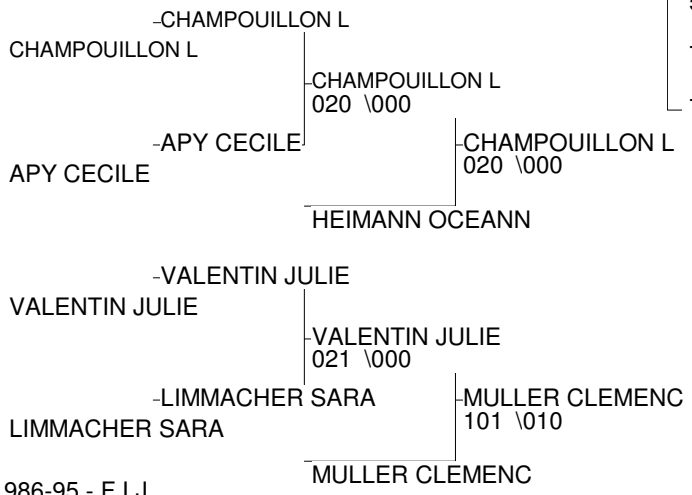 CHAMPOUILLON L
CHAMPOUILLON L
CHAMPOUILLON L
020 \000
APY CECILE
CHAMPOUILLON L
020 \000
APY CECILE
HEIMANN OCEANN
VALENTIN JULIE
VALENTIN JULIE
VALENTIN JULIE
021 \000
LIMMACHER SARA
MULLER CLEMENC
101 \010
LIMMACHER SARA
MULLER CLEMENC